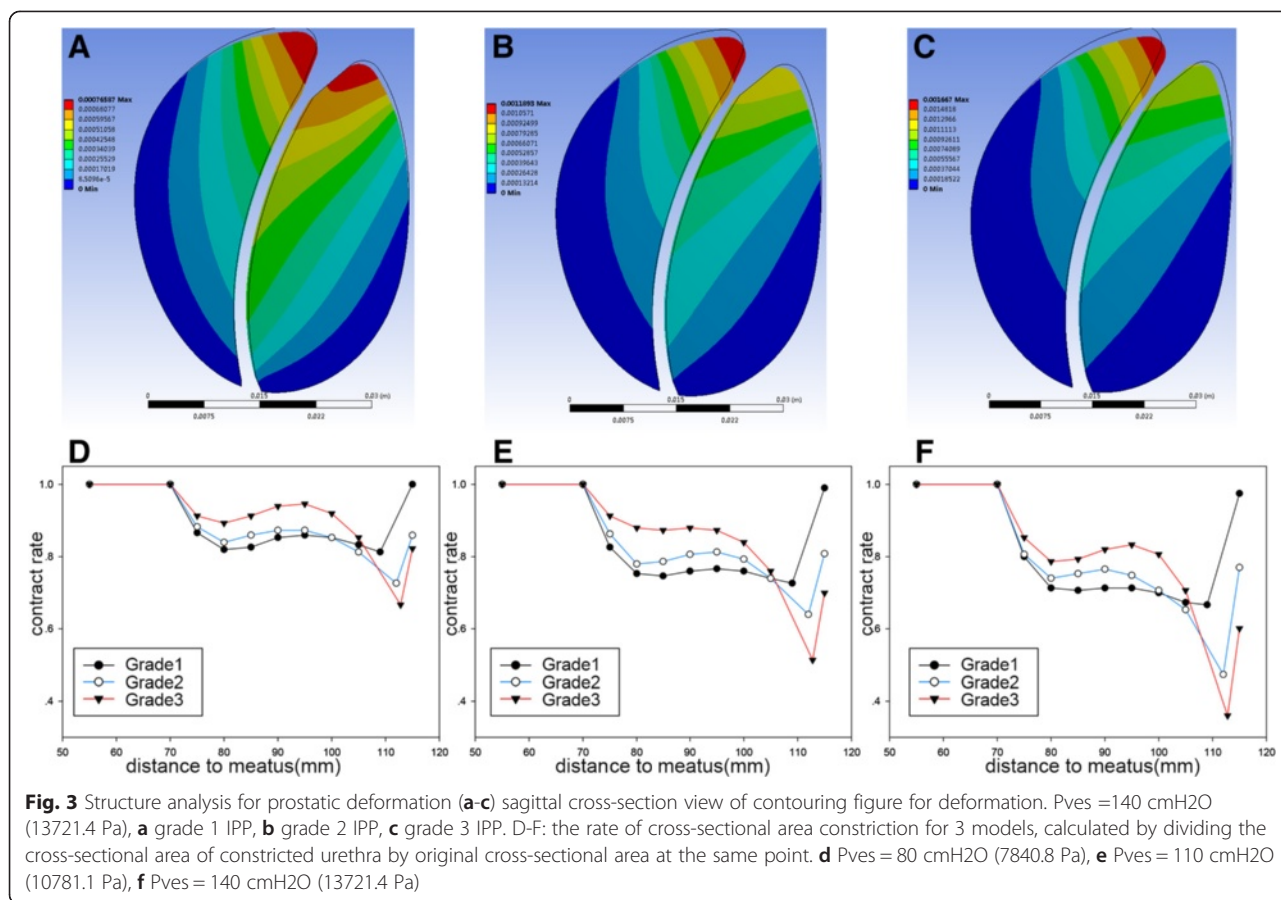 A
B
C
0.00076587 Max
0.00068077
0.00059567
0.00051058
0.00042548
0.00034039
0.00025529
0.00017019
8.5096e-5
0 Min
0.0011893 Max
0.0010571
0.00092499
0.00079285
0.00066071
0.00052857
0.00039643
0.00026428
0.00013214
0 Min
0.001667 Max
0.0014818
0.0012966
0.0011113
0.00092611
0.00074089
0.00055567
0.00037044
0.00018522
0 Min
0 0.015 0.03 (m)
0.0075 0.022
0 0.015 0.03 (m)
0.0075 0.022
0 0.015 0.03 (m)
0.0075 0.022
D
1.0
.8
.6
.4
contract rate
Grade1
Grade2
Grade3
50 60 70 80 90 100 110 120
distance to meatus(mm)
E
1.0
.8
.6
.4
contract rate
Grade1
Grade2
Grade3
50 60 70 80 90 100 110 120
distance to meatus(mm)
F
1.0
.8
.6
.4
contract rate
Grade1
Grade2
Grade3
50 60 70 80 90 100 110 120
distance to meatus(mm)
Fig. 3 Structure analysis for prostatic deformation (a-c) sagittal cross-section view of contouring figure for deformation. Pves =140 cmH2O
(13721.4 Pa), a grade 1 IPP, b grade 2 IPP, c grade 3 IPP. D-F: the rate of cross-sectional area constriction for 3 models, calculated by dividing the
cross-sectional area of constricted urethra by original cross-sectional area at the same point. d Pves = 80 cmH2O (7840.8 Pa), e Pves = 110 cmH2O
(10781.1 Pa), f Pves = 140 cmH2O (13721.4 Pa)